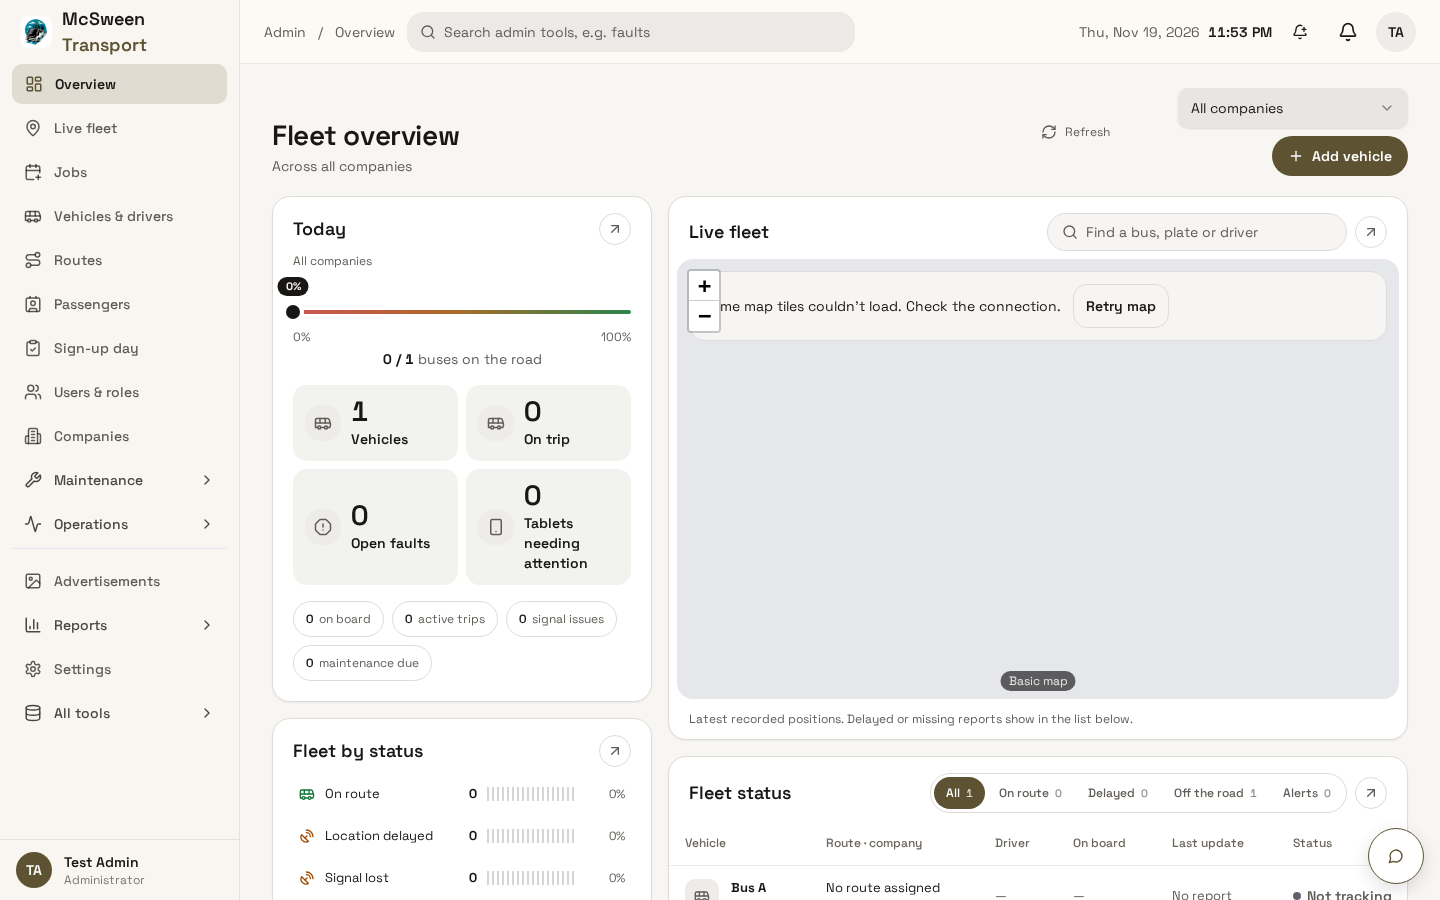 McSween
Transport
Overview
Live fleet
Jobs
Vehicles & drivers
Routes
Passengers
Sign-up day
Users & roles
Companies
Maintenance
Operations
Advertisements
Reports
Settings
All tools
TA
Test Admin
Administrator
Admin / Overview
Search admin tools, e.g. faults
Thu, Nov 19, 2026 11:53 PM
TA
Fleet overview
Across all companies
Refresh
All companies
Add vehicle
Today
All companies
0%
0% 100%
0 / 1 buses on the road
1
Vehicles
0
On trip
0
Open faults
0
Tablets
needing
attention
0 on board
0 active trips
0 signal issues
0 maintenance due
Fleet by status
On route 0 0%
Location delayed 0 0%
Signal lost 0 0%
Live fleet
Find a bus, plate or driver
+
−
me map tiles couldn't load. Check the connection.
Retry map
Basic map
Latest recorded positions. Delayed or missing reports show in the list below.
Fleet status
All 1
On route 0
Delayed 0
Off the road 1
Alerts 0
Vehicle Route · company Driver On board Last update Status
Bus A No route assigned — — No report Not tracking